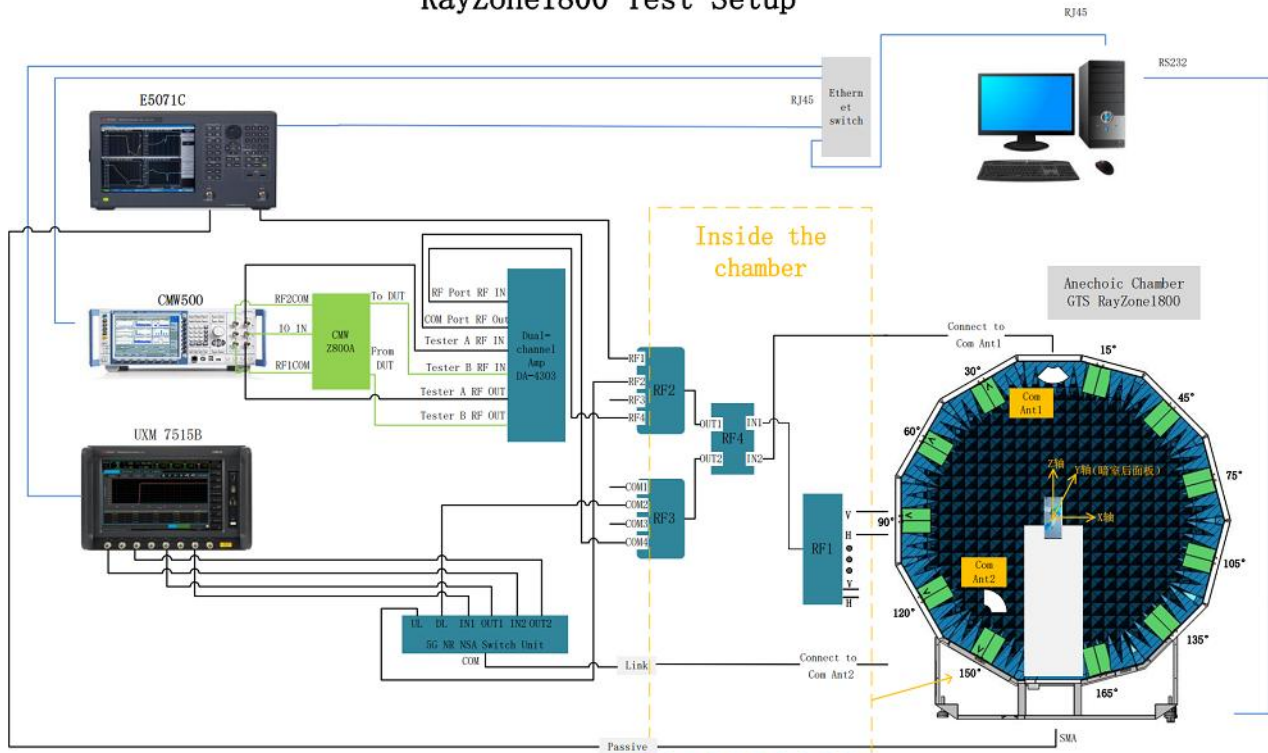 RayZone1800 Test Setup
RJ45
RS232
E5071C
RJ45
Ethern
et
switch
Inside the
chamber
Anechoic Chamber
GTS RayZone1800
CMW500
RF2COM
IO IN
RF1COM
CMW
Z800A
To DUT
From
DUT
RF Port RF IN
COM Port RF Out
Tester A RF IN
Tester B RF IN
Tester A RF OUT
Tester B RF OUT
Dual-
channel
Amp
DA-4303
RF1
RF2
RF3
RF4
RF2
OUT1
OUT2
RF4
IN1
IN2
Connect to
Com Ant1
COM1
COM2
COM3
COM4
RF3
RF1
V
H
V
H
15°
30°
45°
60°
75°
90°
105°
120°
135°
150°
165°
Com
Ant1
Z轴
Y轴(暗室后面板)
X轴
Com
Ant2
UXM 7515B
UL DL IN1 OUT1 IN2 OUT2
5G NR NSA Switch Unit
COM
Link
Connect to
Com Ant2
Passive
SMA